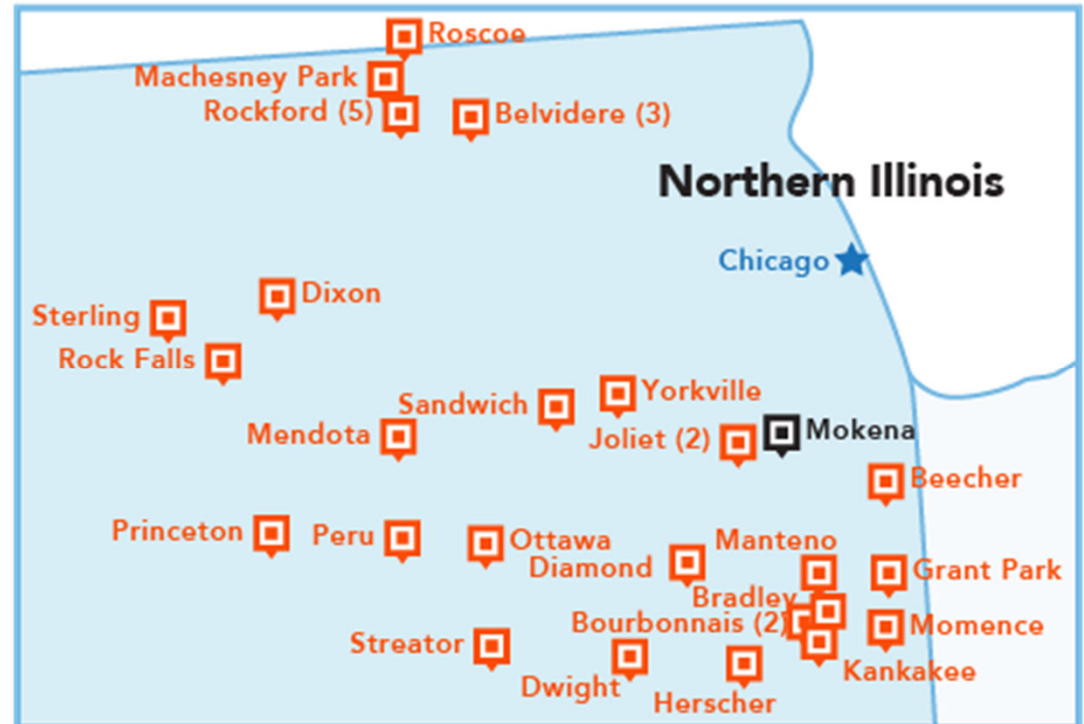 Roscoe
Machesney Park
Rockford (5)
Belvidere (3)
Northern Illinois
Chicago
Dixon
Sterling
Rock Falls
Yorkville
Sandwich
Mendota
Joliet (2)
Mokena
Beecher
Princeton
Peru
Ottawa
Manteno
Diamond
Grant Park
Bradley
Bourbonnais (2)
Momence
Streator
Kankakee
Dwight
Herscher